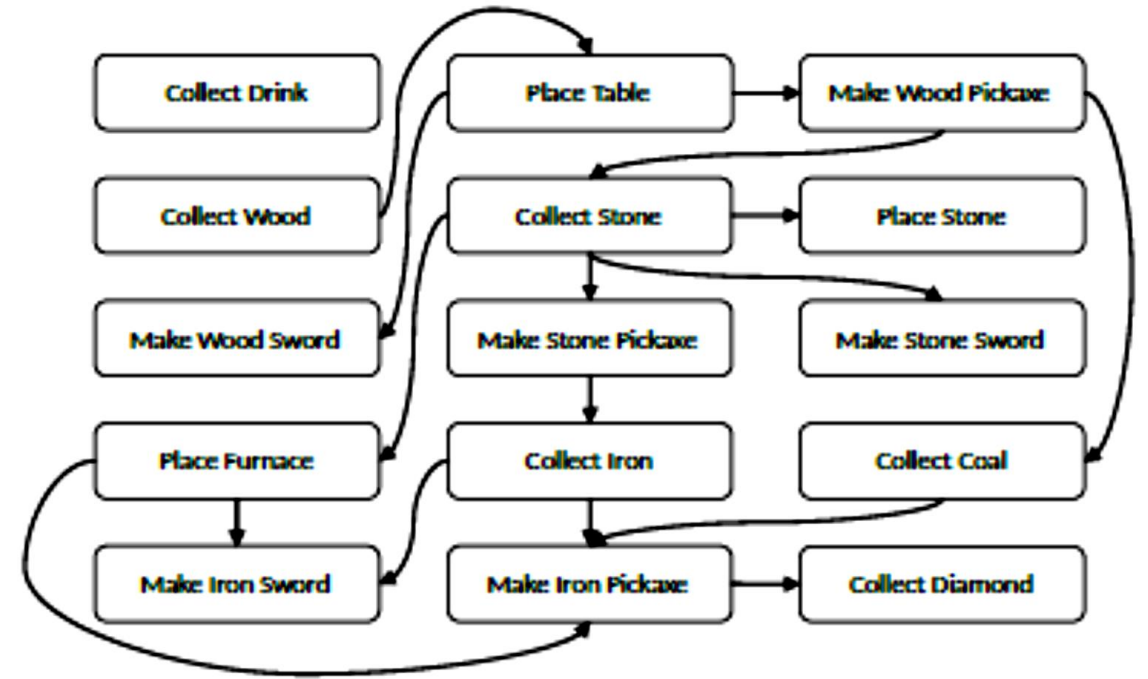 Collect Drink
Place Table
Make Wood Pickaxe
Collect Wood
Collect Stone
Place Stone
Make Wood Sword
Make Stone Pickaxe
Make Stone Sword
Place Furnace
Collect Iron
Collect Coal
Make Iron Sword
Make Iron Pickaxe
Collect Diamond